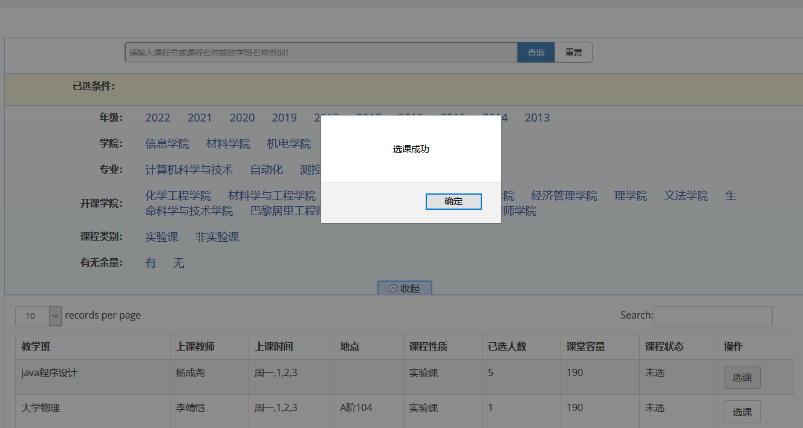 请输入课程号或课程名称或教学班名称查询! 查询 重置
已选条件:
年级: 2022 2021 2020 2019 2014 2013
学院: 信息学院 材料学院 机电学院
选课成功
专业: 计算机科学与技术 自动化
确定
开课学院: 化学工程学院 材料学与工程学院 经济管理学院 理学院 文法学院 生
命科学与技术学院 巴黎居里工程师 师学院
课程类别: 实验课 非实验课
有无余量: 有 无
收起
10 records per page Search:
教学班 上课教师 上课时间 地点 课程性质 已选人数 课堂容量 课程状态 操作
java程序设计 杨成尧 周一,1,2,3 实验课 5 190 未选 选课
大学物理 李靖恺 周一,1,2,3 A阶104 实验课 1 190 未选 选课